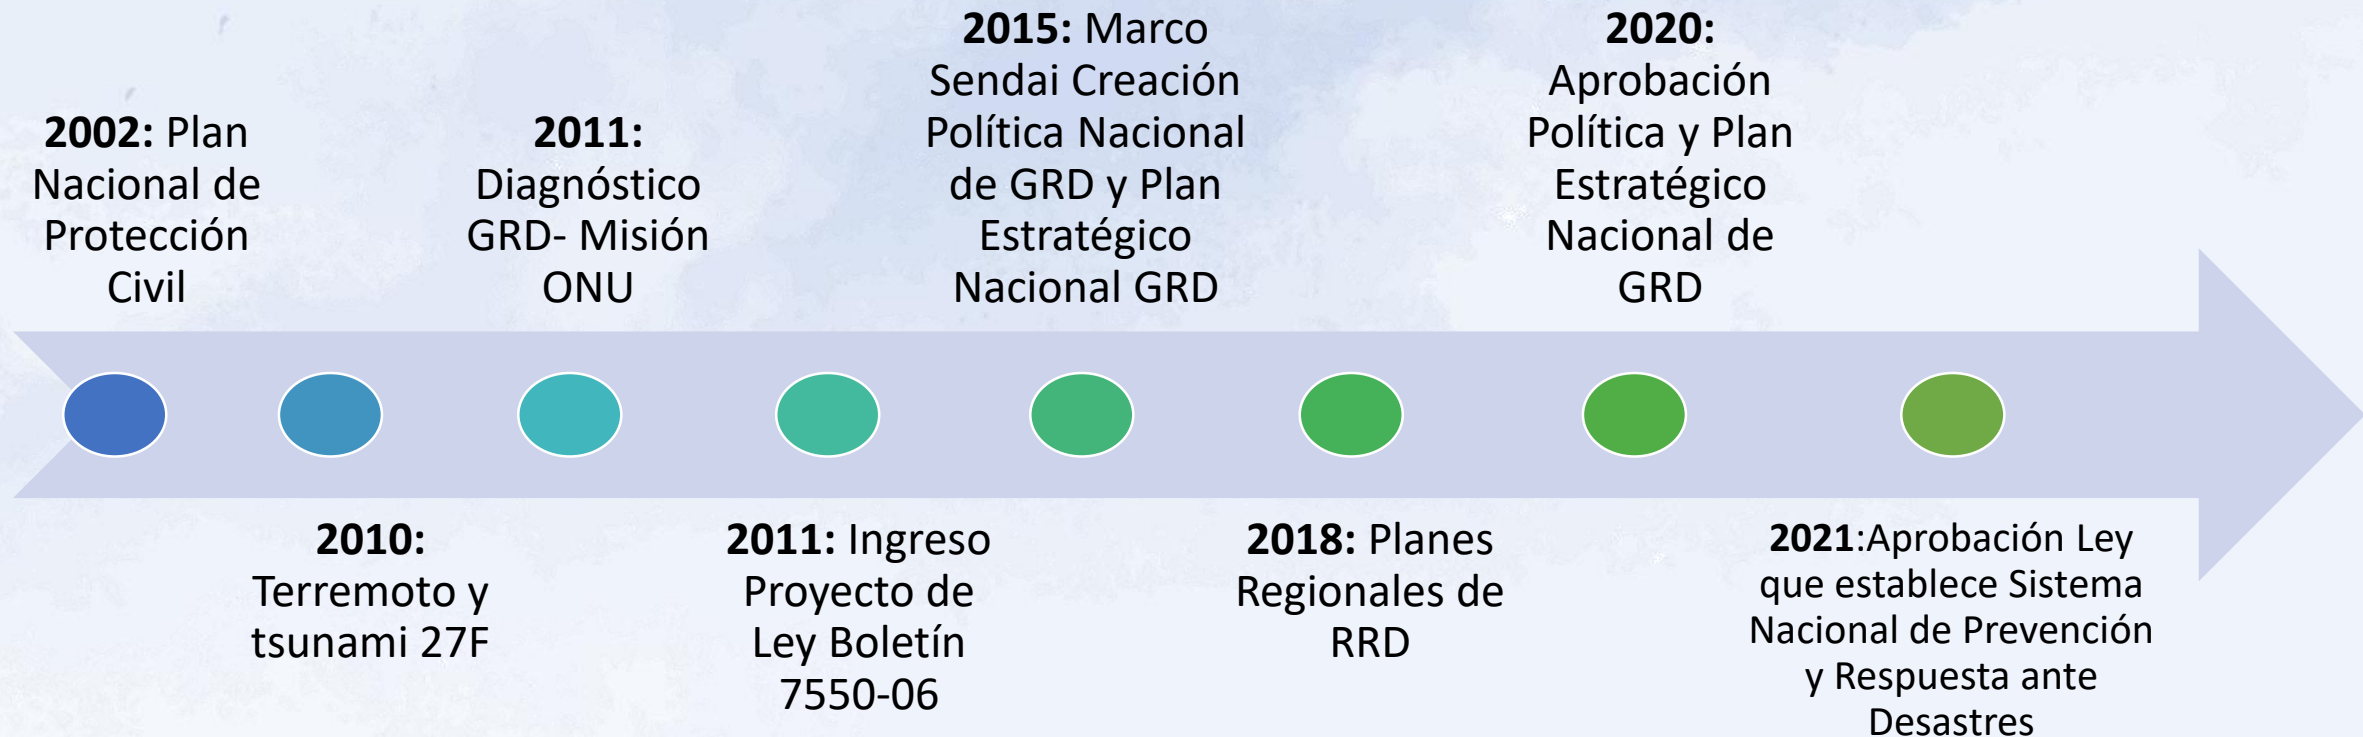 2002: Plan
Nacional de
Protección
Civil
2010:
Terremoto y
tsunami 27F
2011:
Diagnóstico
GRD- Misión
ONU
2011: Ingreso
Proyecto de
Ley Boletín
7550-06
2015: Marco
Sendai Creación
Política Nacional
de GRD y Plan
Estratégico
Nacional GRD
2018: Planes
Regionales de
RRD
2020:
Aprobación
Política y Plan
Estratégico
Nacional de
GRD
2021:Aprobación Ley
que establece Sistema
Nacional de Prevención
y Respuesta ante
Desastres